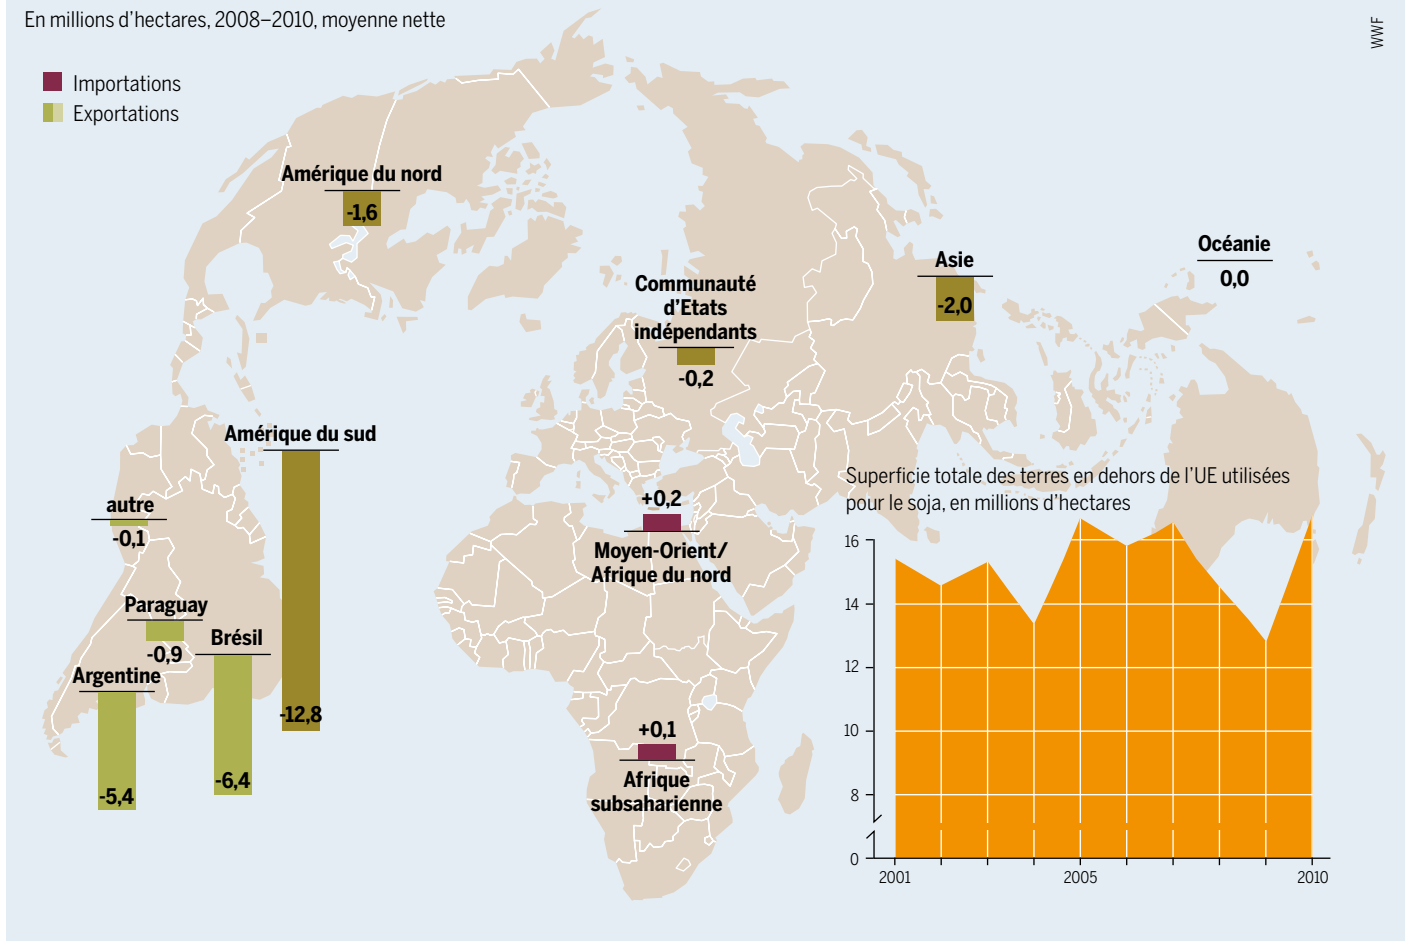 En millions d’hectares, 2008–2010, moyenne nette
WWF
Importations
Exportations
Amérique du nord
-1,6
Communauté
d’Etats
indépendants
-0,2
Asie
-2,0
Océanie
0,0
Amérique du sud
-12,8
autre
-0,1
Paraguay
-0,9
Brésil
-6,4
Argentine
-5,4
+0,2
Moyen-Orient/
Afrique du nord
+0,1
Afrique
subsaharienne
Superficie totale des terres en dehors de l’UE utilisées
pour le soja, en millions d’hectares
16
14
12
10
8
0
2001
2005
2010